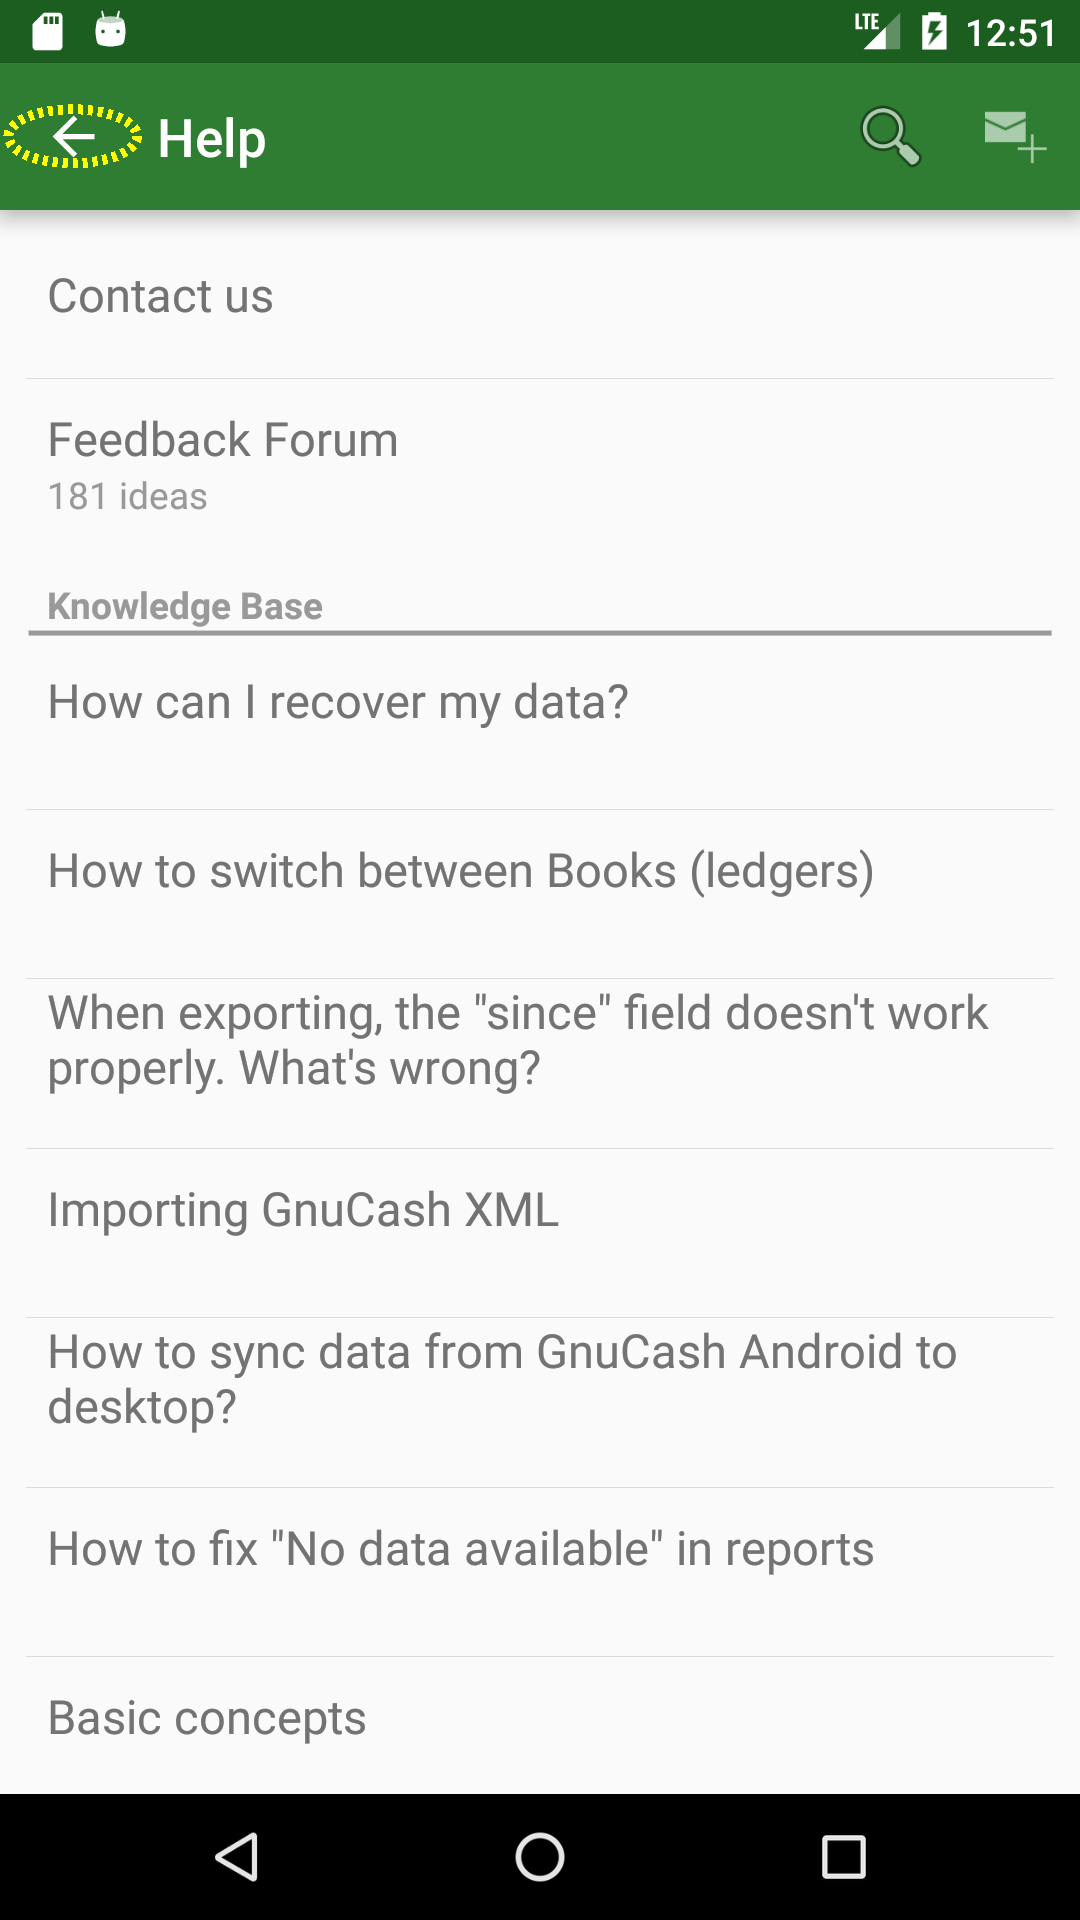 LTE 12:51
Help
Contact us
Feedback Forum
181 ideas
Knowledge Base
How can I recover my data?
How to switch between Books (ledgers)
When exporting, the "since" field doesn't work
properly. What's wrong?
Importing GnuCash XML
How to sync data from GnuCash Android to
desktop?
How to fix "No data available" in reports
Basic concepts